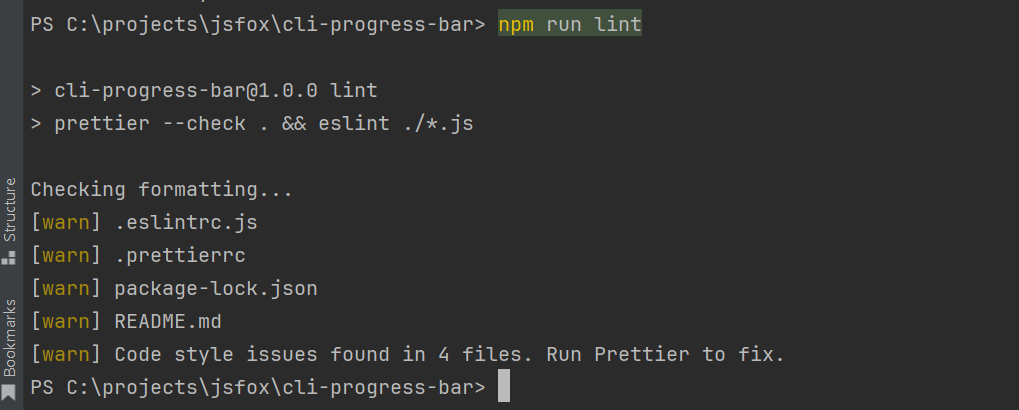 PS C:\projects\jsfox\cli-progress-bar> npm run lint
> cli-progress-bar@1.0.0 lint
> prettier --check . && eslint ./*.js
Checking formatting...
[warn] .eslintrc.js
[warn] .prettierrc
[warn] package-lock.json
[warn] README.md
[warn] Code style issues found in 4 files. Run Prettier to fix.
PS C:\projects\jsfox\cli-progress-bar>
Structure
Bookmarks